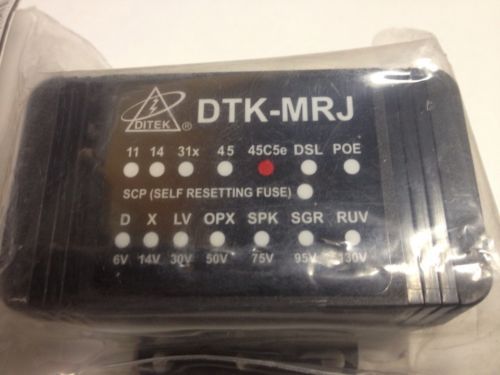 DITEK ®
DTK-MRJ
11 14 31x 45 45C5e DSL POE
SCP (SELF RESETTING FUSE)
D X LV OPX SPK SGR RUV
6V 14V 30V 50V 75V 95V 130V